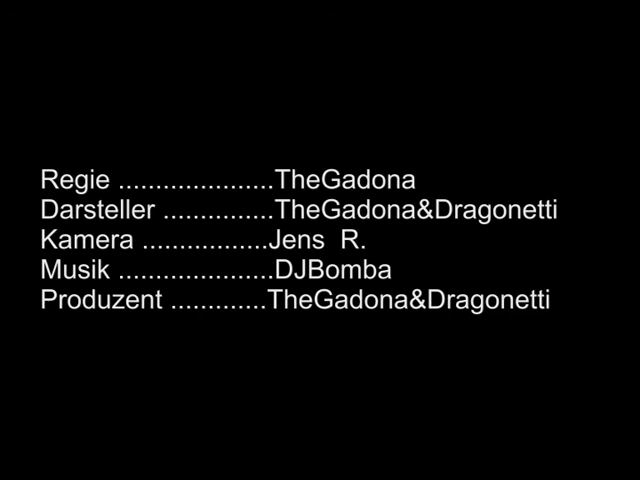 Regie .....................TheGadona
Darsteller ...............TheGadona&Dragonetti
Kamera .................Jens  R.
Musik .....................DJBomba
Produzent .............TheGadona&Dragonetti